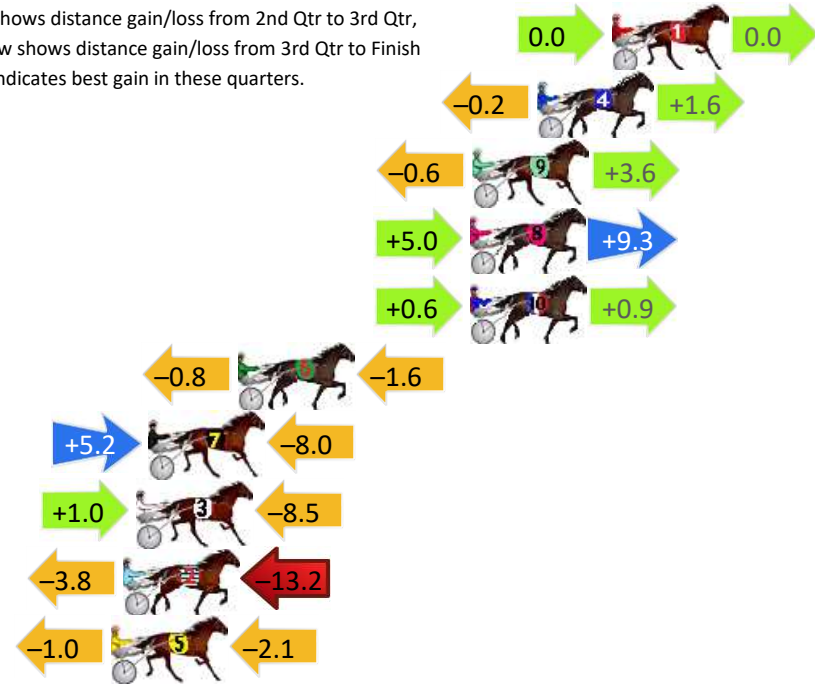 shows distance gain/loss from 2nd Qtr to 3rd Qtr,
shows distance gain/loss from 3rd Qtr to Finish
indicates best gain in these quarters.
0.0 1 0.0
−0.2 4 +1.6
−0.6 9 +3.6
+5.0 8 +9.3
+0.6 10 +0.9
−0.8 −1.6
+5.2 7 −8.0
+1.0 3 −8.5
−3.8 2 −13.2
−1.0 5 −2.1